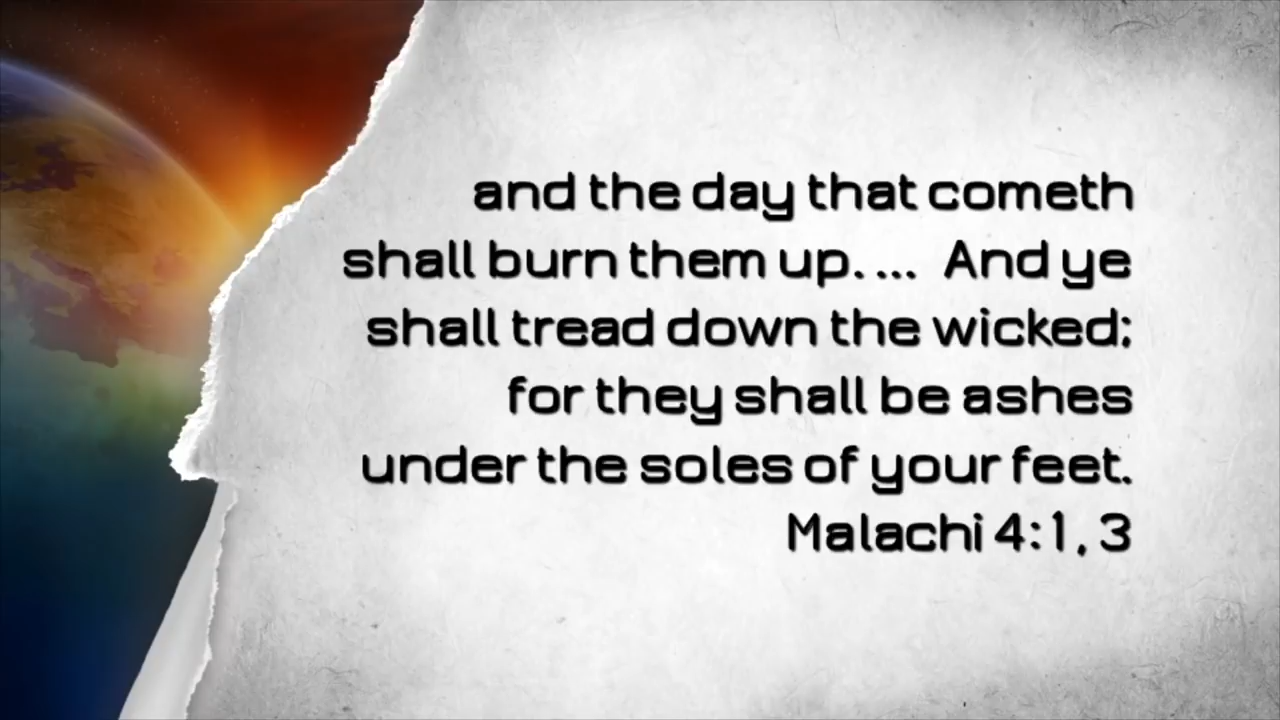 and the day that cometh
shall burn them up. ... And ye
shall tread down the wicked;
for they shall be ashes
under the soles of your feet.
Malachi 4:1, 3